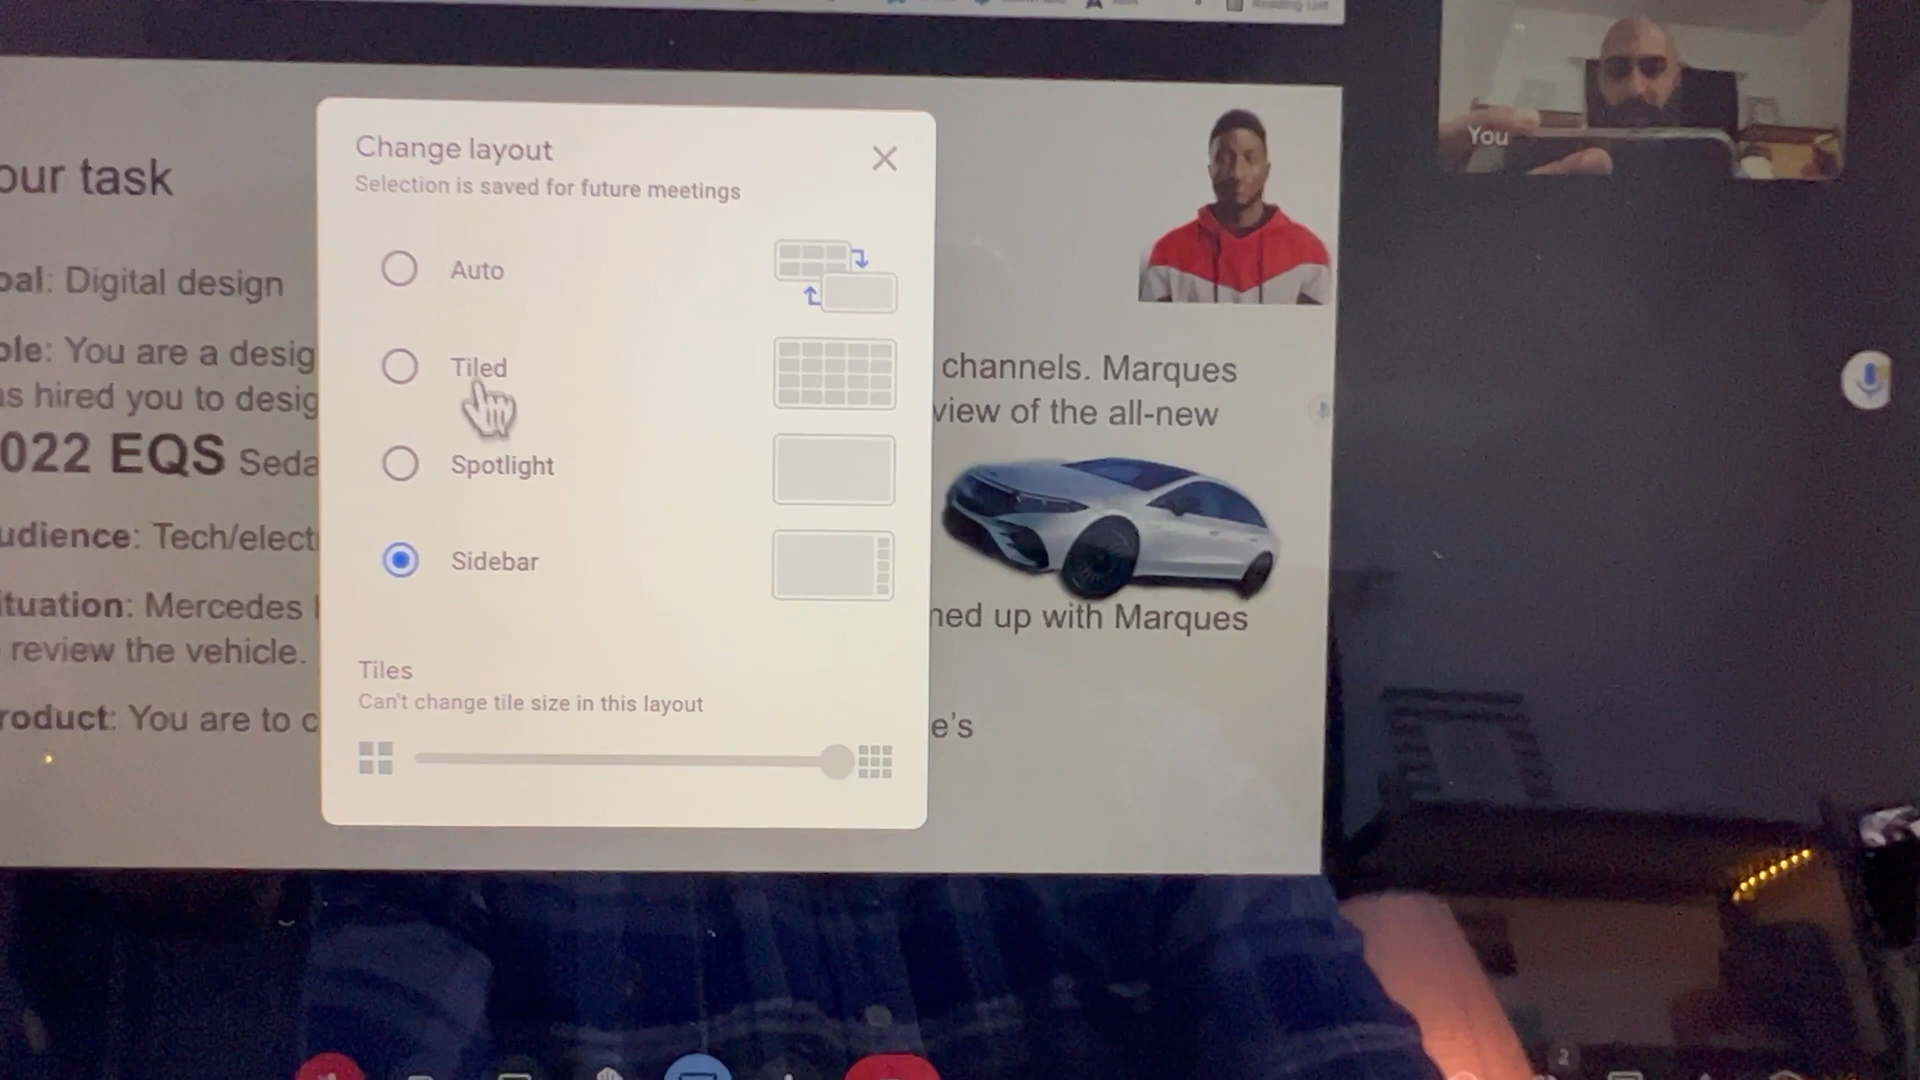 You
our task
Change layout
Selection is saved for future meetings
Auto
Tiled
Spotlight
Sidebar
Tiles
Can't change tile size in this layout
oal: Digital design
ole: You are a desig
channels. Marques
as hired you to desig
view of the all-new
022 EQS Seda
udience: Tech/elect
ituation: Mercedes
ned up with Marques
review the vehicle.
roduct: You are to c
e's
2